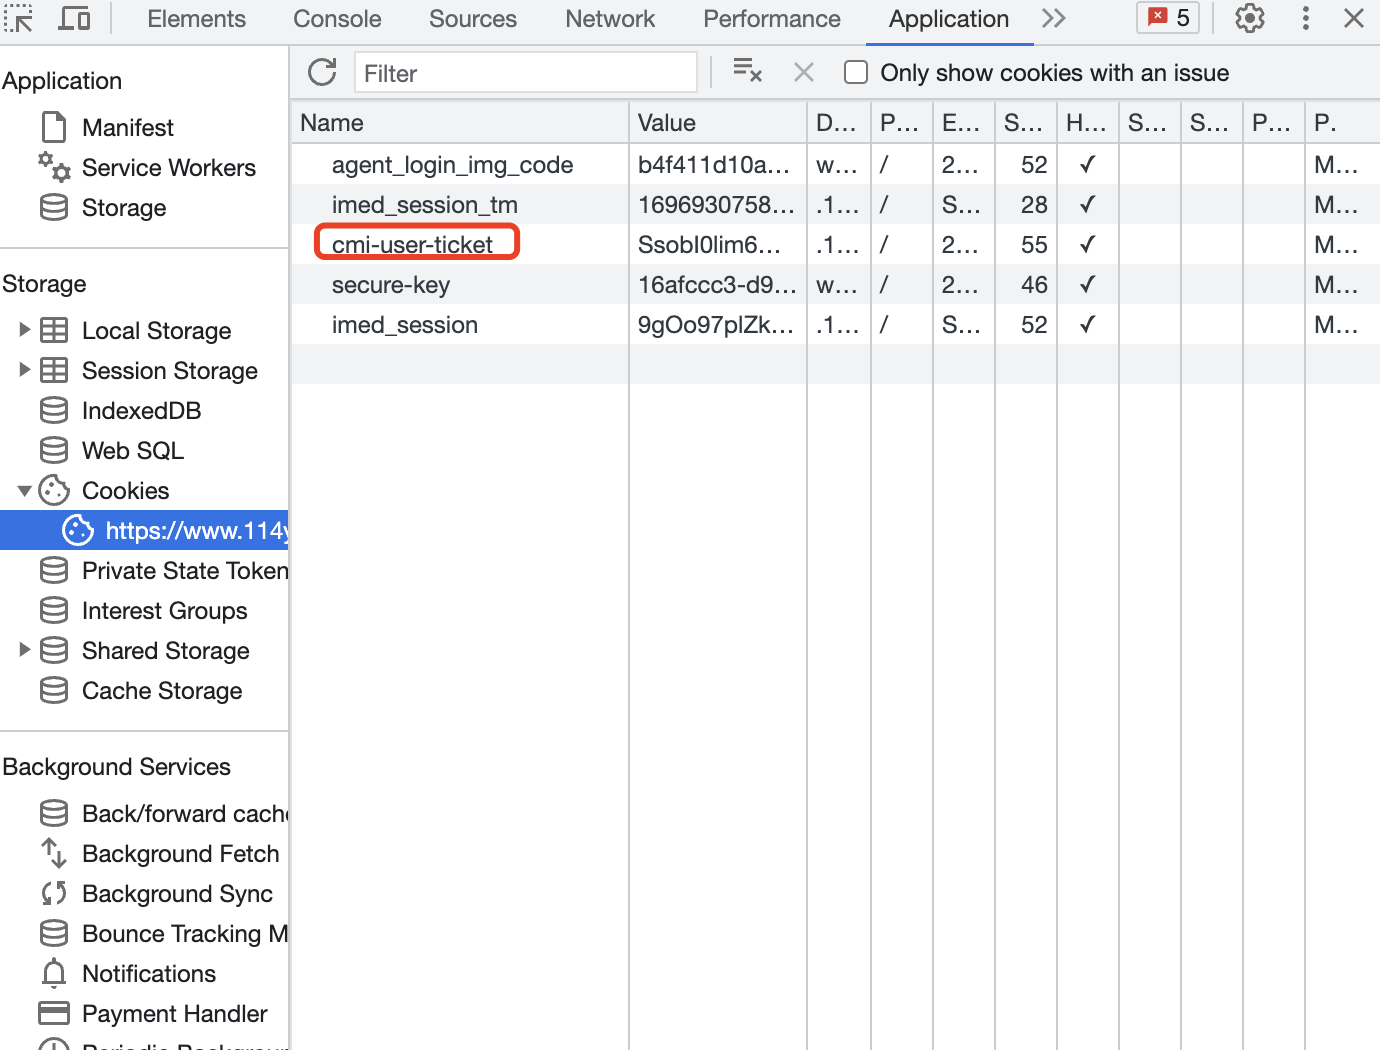 Elements Console Sources Network Performance Application 5
Application
Manifest
Service Workers
Storage
Storage
Local Storage
Session Storage
IndexedDB
Web SQL
Cookies
https://www.114y
Private State Token
Interest Groups
Shared Storage
Cache Storage
Background Services
Back/forward cache
Background Fetch
Background Sync
Bounce Tracking M
Notifications
Payment Handler
Filter Only show cookies with an issue
Name Value D... P... E... S... H... S... S... P... P.
agent_login_img_code b4f411d10a... w... / 2... 52 ✓ M...
imed_session_tm 1696930758... .1... / S... 28 ✓ M...
cmi-user-ticket SsobI0lim6... .1... / 2... 55 ✓ M...
secure-key 16afccc3-d9... w... / 2... 46 ✓ M...
imed_session 9gOo97plZk... .1... / S... 52 ✓ M...